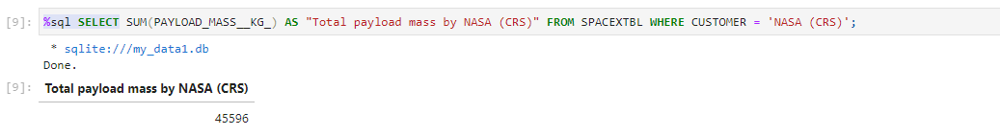 [9]: %sql SELECT SUM(PAYLOAD_MASS__KG_) AS "Total payload mass by NASA (CRS)" FROM SPACEXTBL WHERE CUSTOMER = 'NASA (CRS)';
* sqlite:///my_data1.db
Done.
[9]: Total payload mass by NASA (CRS)
45596